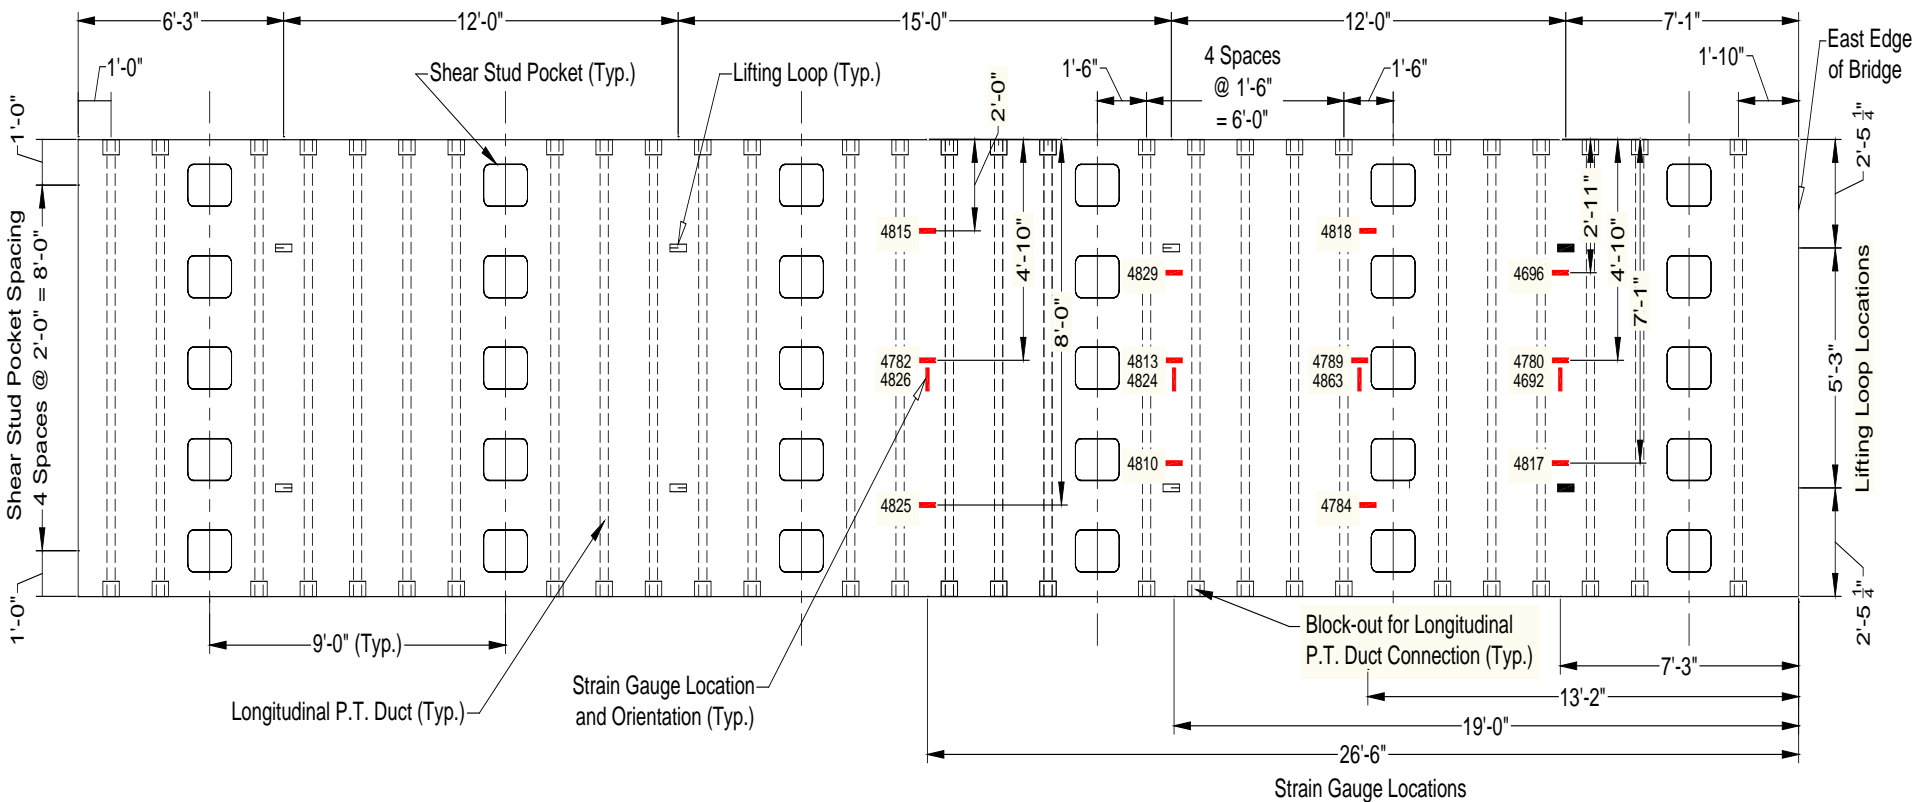 6'-3"
12'-0"
15'-0"
12'-0"
7'-1"
1'-0"
Shear Stud Pocket (Typ.)
Lifting Loop (Typ.)
2'-0"
1'-6"
4 Spaces
@ 1'-6"
= 6'-0"
1'-6"
1'-10"
East Edge
of Bridge
1'-0"
Shear Stud Pocket Spacing
4 Spaces @ 2'-0" = 8'-0"
1'-0"
4815
4818
4829
4696
4782
4826
4813
4824
4789
4863
4780
4692
4810
4817
4825
4784
4'-10"
8'-0"
2'-11"
4'-10"
7'-1"
2'-5 1/4"
5'-3"
Lifting Loop Locations
2'-5 1/4"
9'-0" (Typ.)
Longitudinal P.T. Duct (Typ.)
Strain Gauge Location
and Orientation (Typ.)
Block-out for Longitudinal
P.T. Duct Connection (Typ.)
7'-3"
13'-2"
19'-0"
26'-6"
Strain Gauge Locations